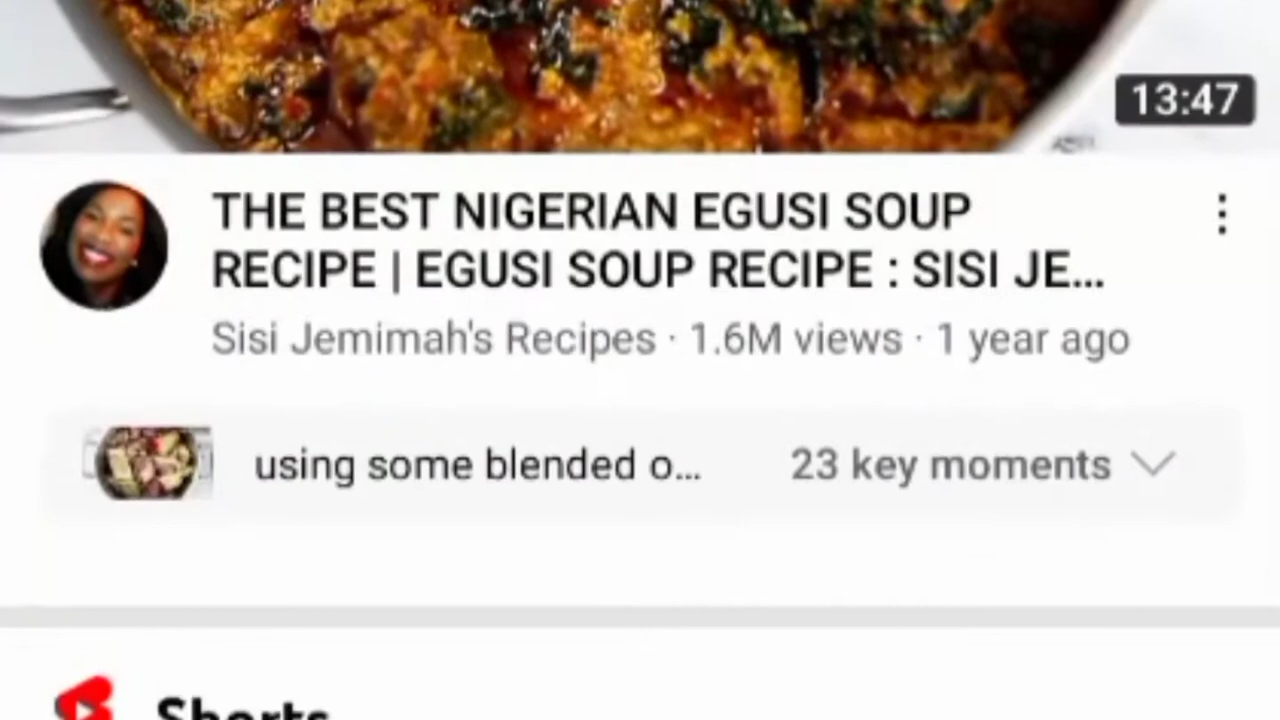 13:47
THE BEST NIGERIAN EGUSI SOUP
RECIPE | EGUSI SOUP RECIPE : SISI JE...
Sisi Jemimah's Recipes · 1.6M views · 1 year ago
using some blended o... 23 key moments
Shorts